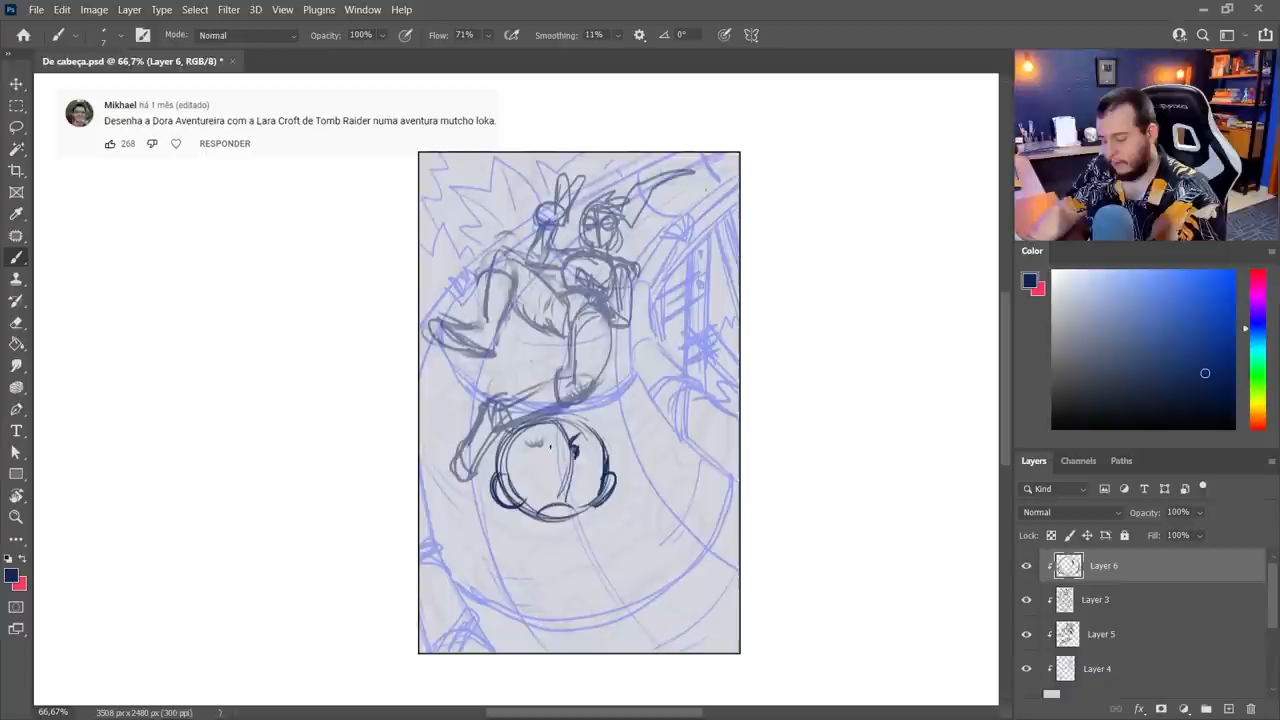 Ps File Edit Image Layer Type Select Filter 3D View Plugins Window Help
7 Mode: Normal Opacity: 100% Flow: 71% Smoothing: 11% 0°
De cabeça.psd @ 66,7% (Layer 6, RGB/8) *
Mikhael há 1 mês (editado)
Desenha a Dora Aventureira com a Lara Croft de Tomb Raider numa aventura mutcho loka.
268 RESPONDER
Color
Layers Channels Paths
Kind
Normal Opacity: 100%
Lock: Fill: 100%
Layer 6
Layer 3
Layer 5
Layer 4
66,67% 3508 px x 2480 px (300 ppi)